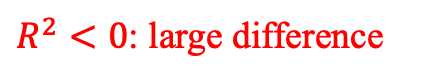 R² < 0: large difference